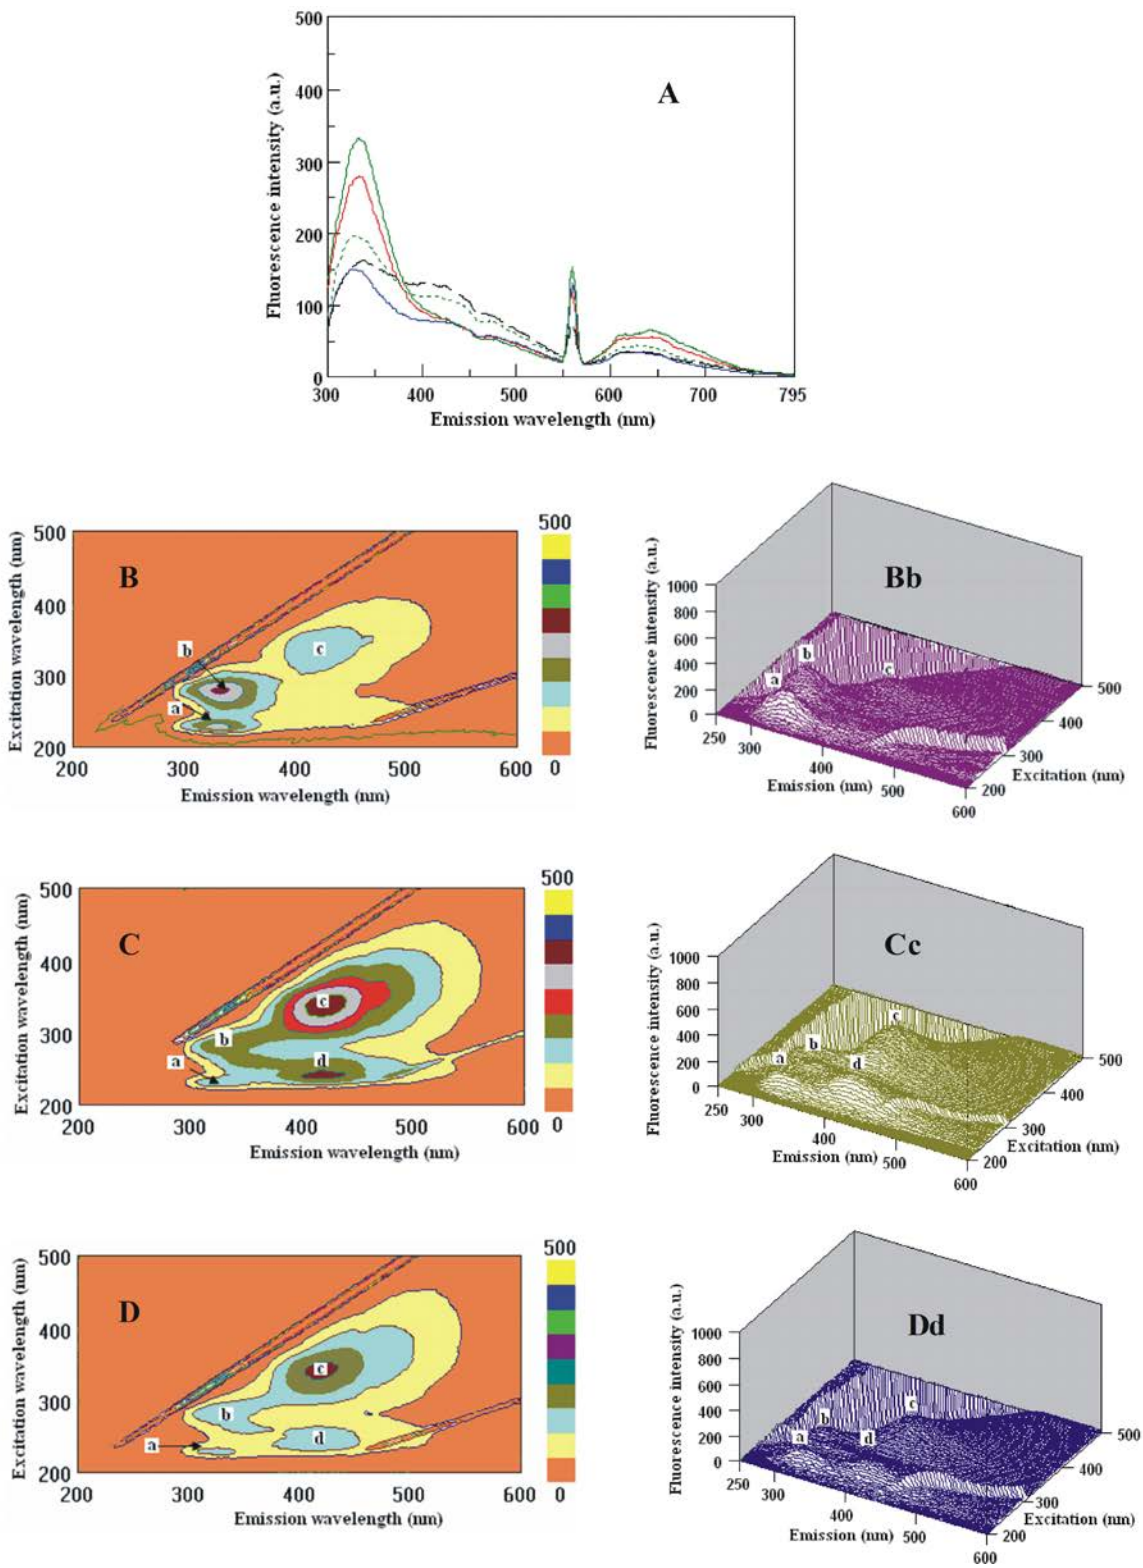 500
400
300
200
100
0
Fluorescence intensity (a.u.)
A
300 400 500 600 700 795
Emission wavelength (nm)
500
400
300
200
Excitation wavelength (nm)
B
b
a
c
200 300 400 500 600
Emission wavelength (nm)
500
0
Bb
Fluorescence intensity (a.u.)
1000
800
600
400
200
0
a
b
c
250
300
400
500
600
Emission (nm)
200
300
400
500
Excitation (nm)
500
400
300
200
Excitation wavelength (nm)
C
c
b
a
d
200 300 400 500 600
Emission wavelength (nm)
500
0
Cc
Fluorescence intensity (a.u.)
1000
800
600
400
200
0
a
b
c
d
250
300
400
500
600
Emission (nm)
200
300
400
500
Excitation (nm)
500
400
300
200
Excitation wavelength (nm)
D
c
b
d
a
200 300 400 500 600
Emission wavelength (nm)
500
0
Dd
Fluorescence intensity (a.u.)
1000
800
600
400
200
0
a
b
c
d
250
300
400
500
600
Emission (nm)
200
300
400
500
Excitation (nm)